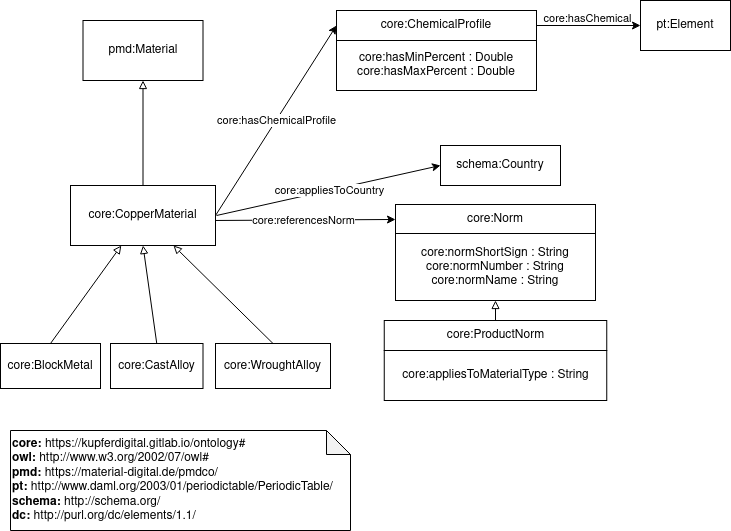 core:ChemicalProfile
core:hasMinPercent : Double
core:hasMaxPercent : Double
core:hasChemical
pt:Element
pmd:Material
core:hasChemicalProfile
schema:Country
core:appliesToCountry
core:CopperMaterial
core:referencesNorm
core:Norm
core:normShortSign : String
core:normNumber : String
core:normName : String
core:ProductNorm
core:appliesToMaterialType : String
core:BlockMetal
core:CastAlloy
core:WroughtAlloy
core: https://kupferdigital.gitlab.io/ontology#
owl: http://www.w3.org/2002/07/owl#
pmd: https://material-digital.de/pmdco/
pt: http://www.daml.org/2003/01/periodictable/PeriodicTable/
schema: http://schema.org/
dc: http://purl.org/dc/elements/1.1/